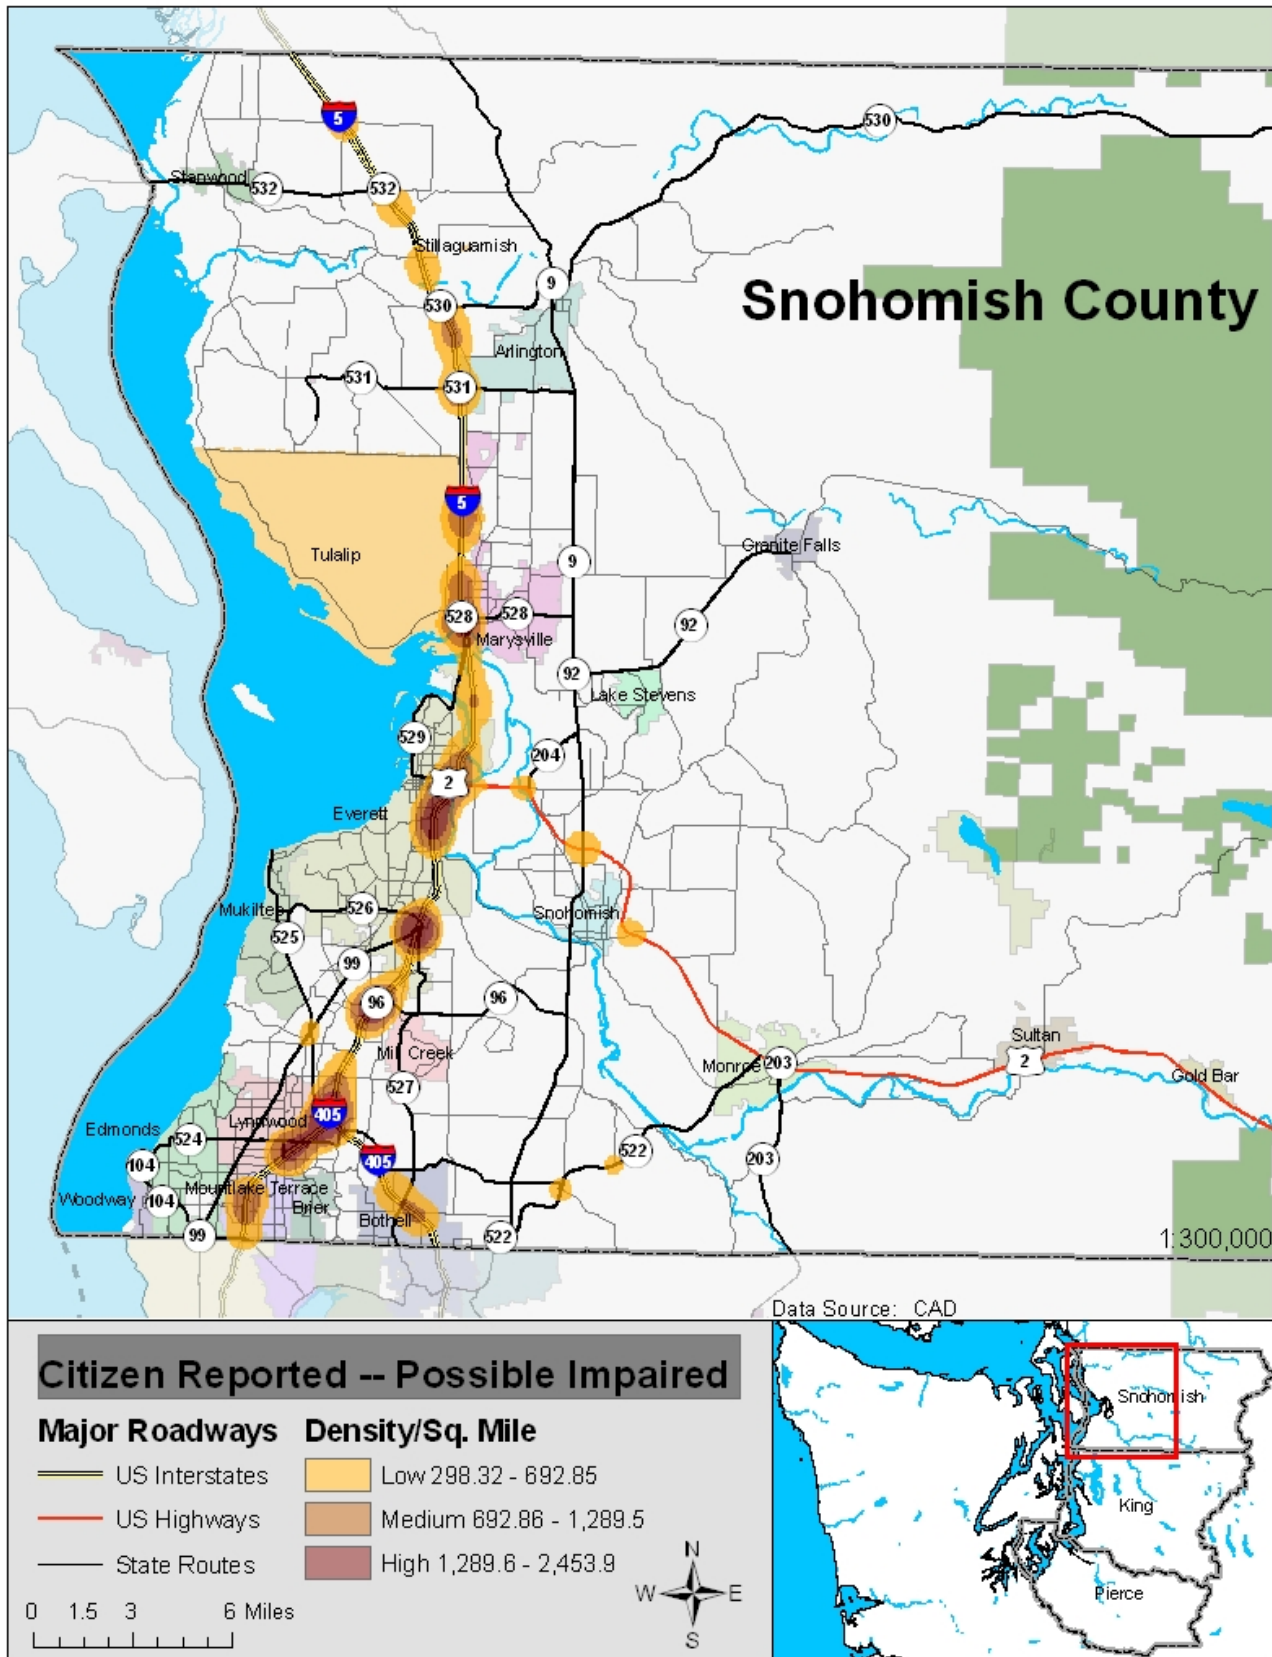 5
530
Stanwood
532
532
Stillaguamish
9
530
Snohomish County
Arlington
531
531
5
Tulalip
Granite Falls
9
528
528
92
Marysville
92
Lake Stevens
529
204
2
Everett
526
Mukilteo
Snohomish
525
99
96
96
Sultan
Mill Creek
Monroe
203
2
Gold Bar
527
405
Lynnwood
Edmonds
524
522
405
104
203
Mountlake Terrace
Woodway
104
Brier
Bothell
99
522
1:300,000
Data Source: CAD
Citizen Reported -- Possible Impaired
Major Roadways
Density/Sq. Mile
US Interstates
Low 298.32 - 692.85
US Highways
Medium 692.86 - 1,289.5
State Routes
High 1,289.6 - 2,453.9
0 1.5 3 6 Miles
N
W E
S
Snohomish
King
Pierce